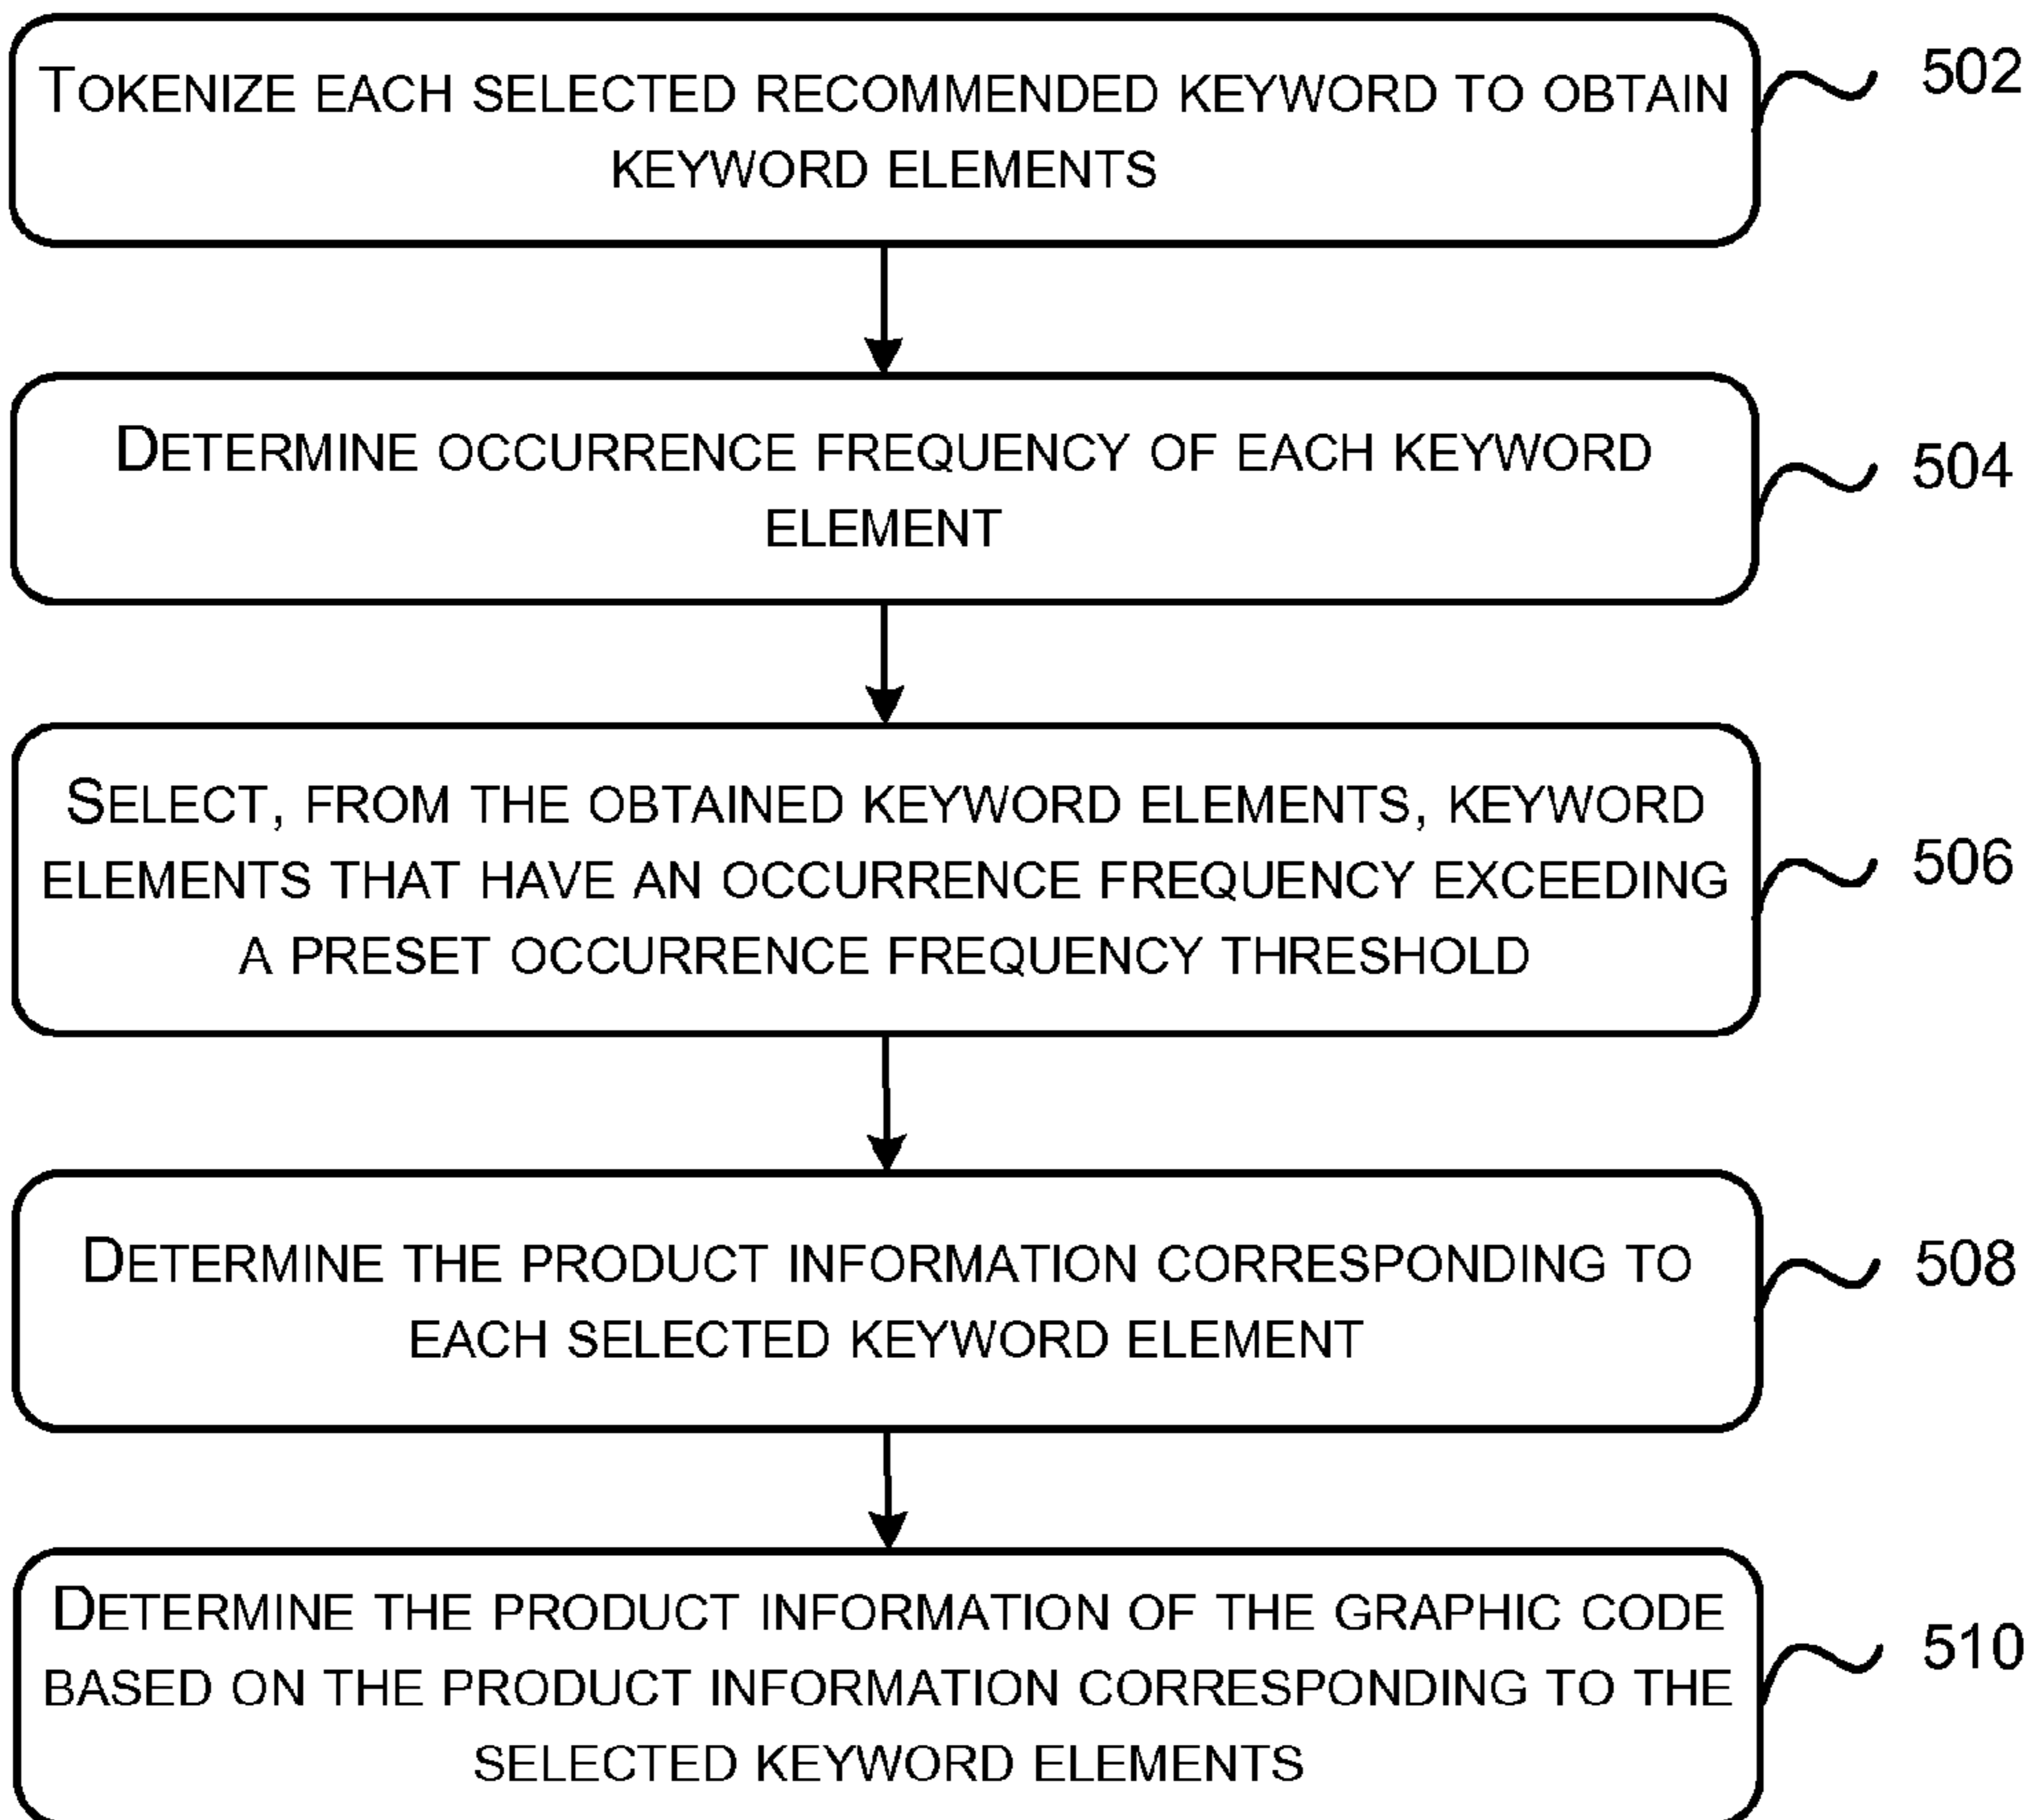 TOKENIZE EACH SELECTED RECOMMENDED KEYWORD TO OBTAIN
KEYWORD ELEMENTS
502
DETERMINE OCCURRENCE FREQUENCY OF EACH KEYWORD
ELEMENT
504
SELECT, FROM THE OBTAINED KEYWORD ELEMENTS, KEYWORD
ELEMENTS THAT HAVE AN OCCURRENCE FREQUENCY EXCEEDING
A PRESET OCCURRENCE FREQUENCY THRESHOLD
506
DETERMINE THE PRODUCT INFORMATION CORRESPONDING TO
EACH SELECTED KEYWORD ELEMENT
508
DETERMINE THE PRODUCT INFORMATION OF THE GRAPHIC CODE
BASED ON THE PRODUCT INFORMATION CORRESPONDING TO THE
SELECTED KEYWORD ELEMENTS
510